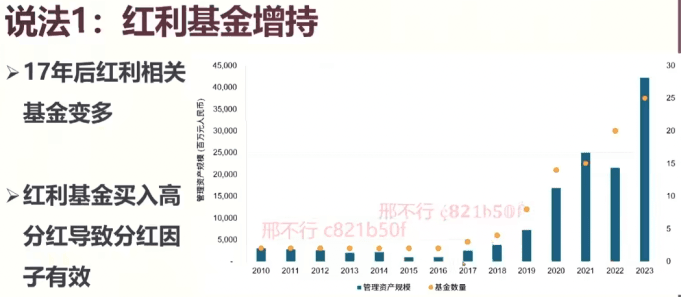 说法1：红利基金增持
➢17年后红利相关
基金变多
➢红利基金买入高
分红导致分红因
子有效
管理资产规模 (百万元人民币)
45,000
40,000
35,000
30,000
25,000
20,000
15,000
10,000
5,000
-
30
25
20
15
10
5
0
邢不行 c821b50f
邢不行 c821b50f
2010 2011 2012 2013 2014 2015 2016 2017 2018 2019 2020 2021 2022 2023
■管理资产规模 ●基金数量